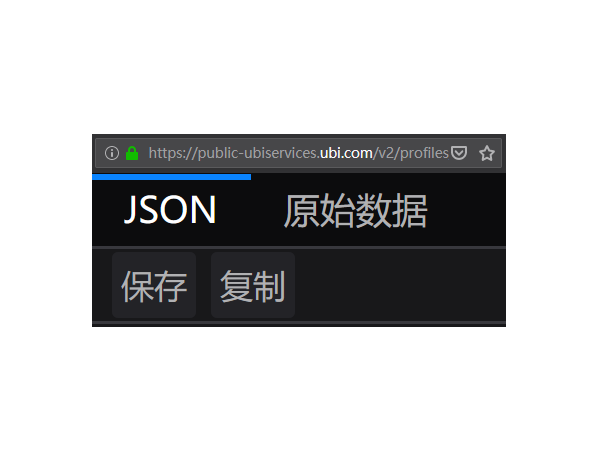 https://public-ubiservices.ubi.com/v2/profiles
JSON 原始数据
保存 复制